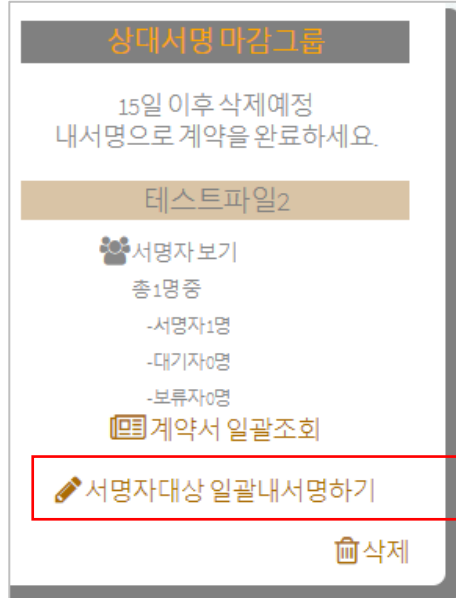 상대서명 마감그룹
15일 이후 삭제예정
내서명으로 계약을 완료하세요.
테스트파일2
서명자 보기
총1명 중
-서명자1명
-대기자0명
-보류자0명
계약서 일괄조회
서명자대상 일괄내서명하기
삭제